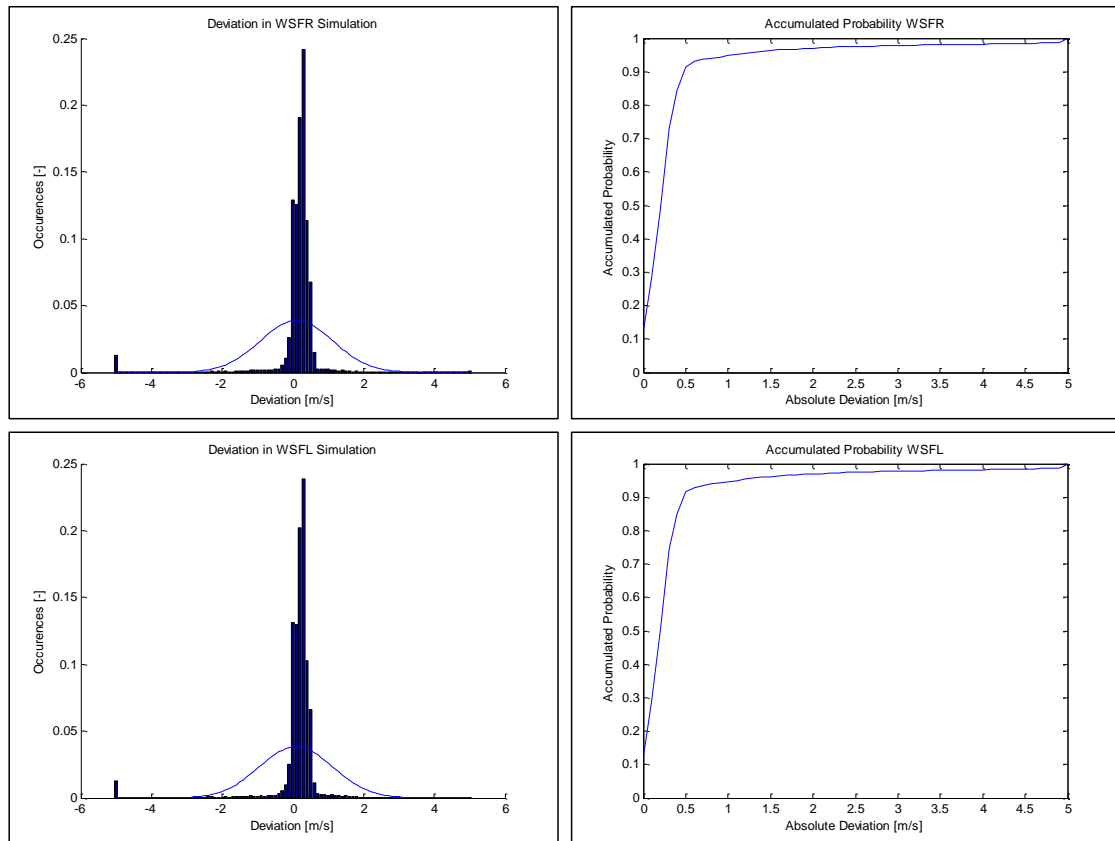 Deviation in WSFR Simulation
0.25
0.2
0.15
0.1
0.05
0
Occurences [-]
-6 -4 -2 0 2 4 6
Deviation [m/s]
Accumulated Probability WSFR
1
0.9
0.8
0.7
0.6
0.5
0.4
0.3
0.2
0.1
0
Accumulated Probability
0 0.5 1 1.5 2 2.5 3 3.5 4 4.5 5
Absolute Deviation [m/s]
Deviation in WSFL Simulation
0.25
0.2
0.15
0.1
0.05
0
Occurences [-]
-6 -4 -2 0 2 4 6
Deviation [m/s]
Accumulated Probability WSFL
1
0.9
0.8
0.7
0.6
0.5
0.4
0.3
0.2
0.1
0
Accumulated Probability
0 0.5 1 1.5 2 2.5 3 3.5 4 4.5 5
Absolute Deviation [m/s]